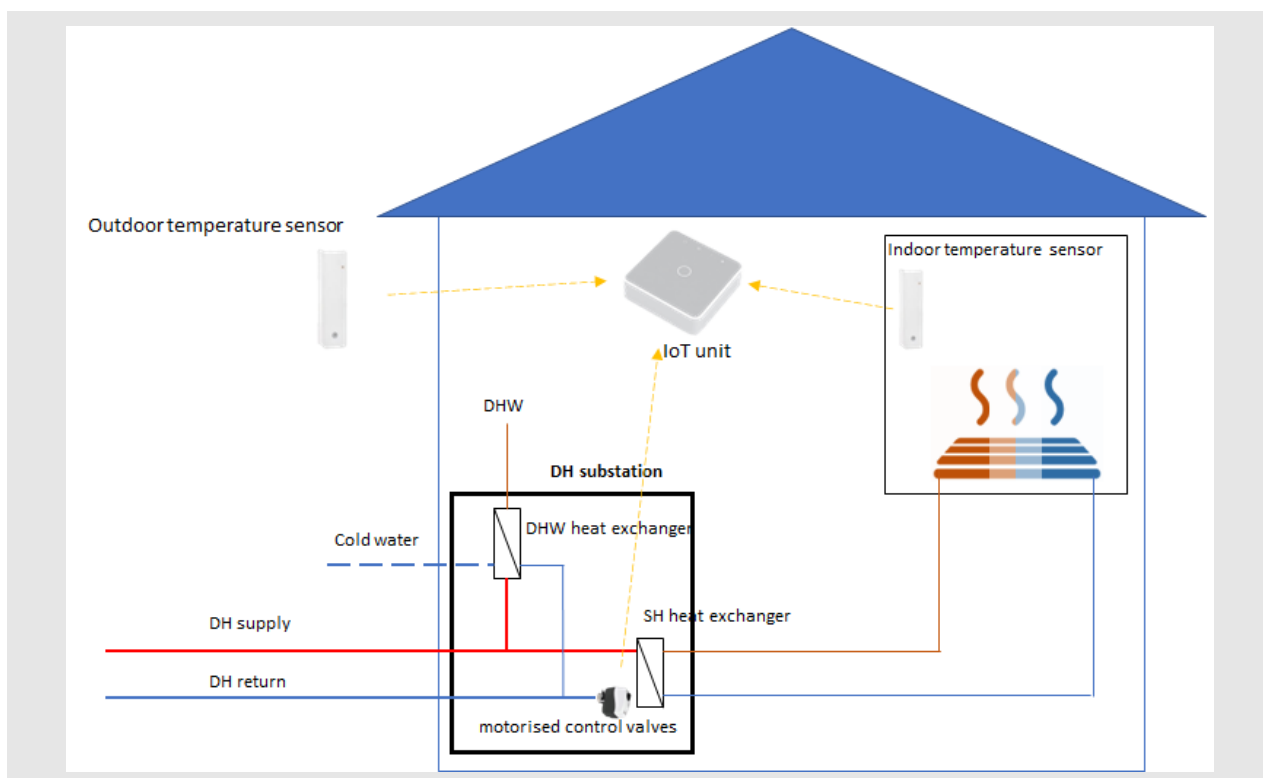 Outdoor temperature sensor
Indoor temperature sensor
IoT unit
DHW
DH substation
DHW heat exchanger
Cold water
SH heat exchanger
DH supply
DH return
motorised control valves